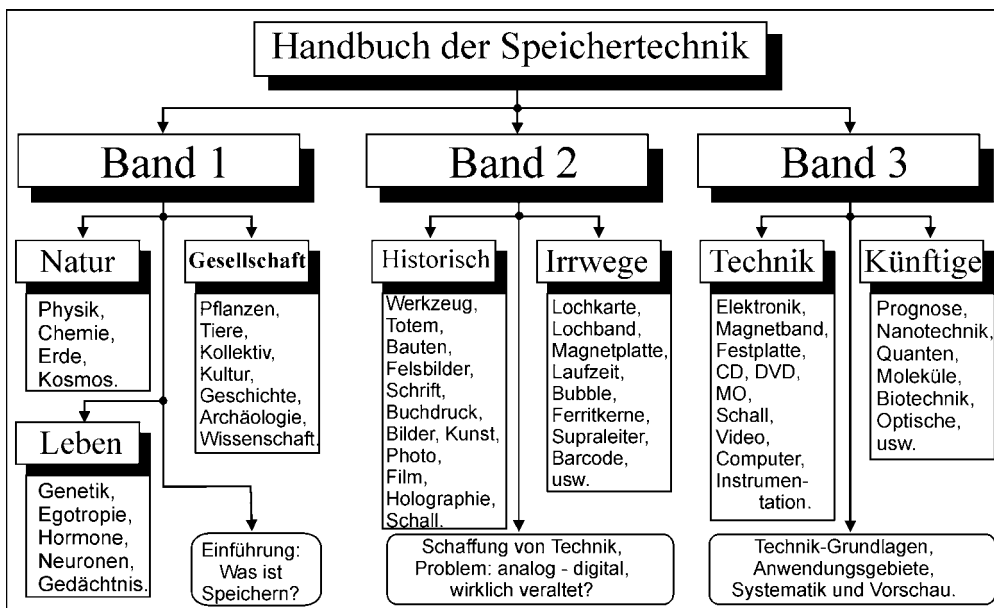 Handbuch der Speichertechnik
Band 1
Natur
Physik,
Chemie,
Erde,
Kosmos.
Gesellschaft
Pflanzen,
Tiere,
Kollektiv,
Kultur,
Geschichte,
Archäologie,
Wissenschaft.
Leben
Genetik,
Egotropie,
Hormone,
Neuronen,
Gedächtnis.
Einführung:
Was ist
Speichern?
Band 2
Historisch
Werkzeug,
Totem,
Bauten,
Felsbilder,
Schrift,
Buchdruck,
Bilder, Kunst,
Photo,
Film,
Holographie,
Schall.
Irrwege
Lochkarte,
Lochband,
Magnetplatte,
Laufzeit,
Bubble,
Ferritkerne,
Supraleiter,
Barcode,
usw.
Schaffung von Technik,
Problem: analog - digital,
wirklich veraltet?
Band 3
Technik
Elektronik,
Magnetband,
Festplatte,
CD, DVD,
MO,
Schall,
Video,
Computer,
Instrumen-
tation.
Künftige
Prognose,
Nanotechnik,
Quanten,
Moleküle,
Biotechnik,
Optische,
usw.
Technik-Grundlagen,
Anwendungsgebiete,
Systematik und Vorschau.